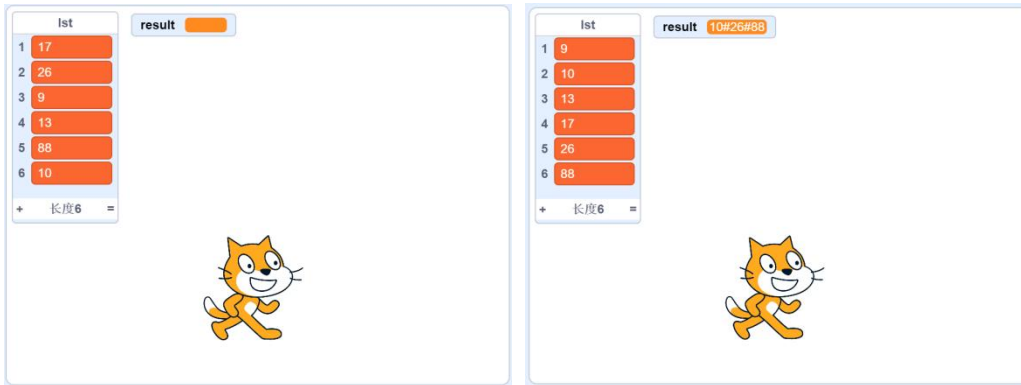 lst
result
1 17
2 26
3 9
4 13
5 88
6 10
+ 长度6 =
lst
result 10#26#88
1 9
2 10
3 13
4 17
5 26
6 88
+ 长度6 =